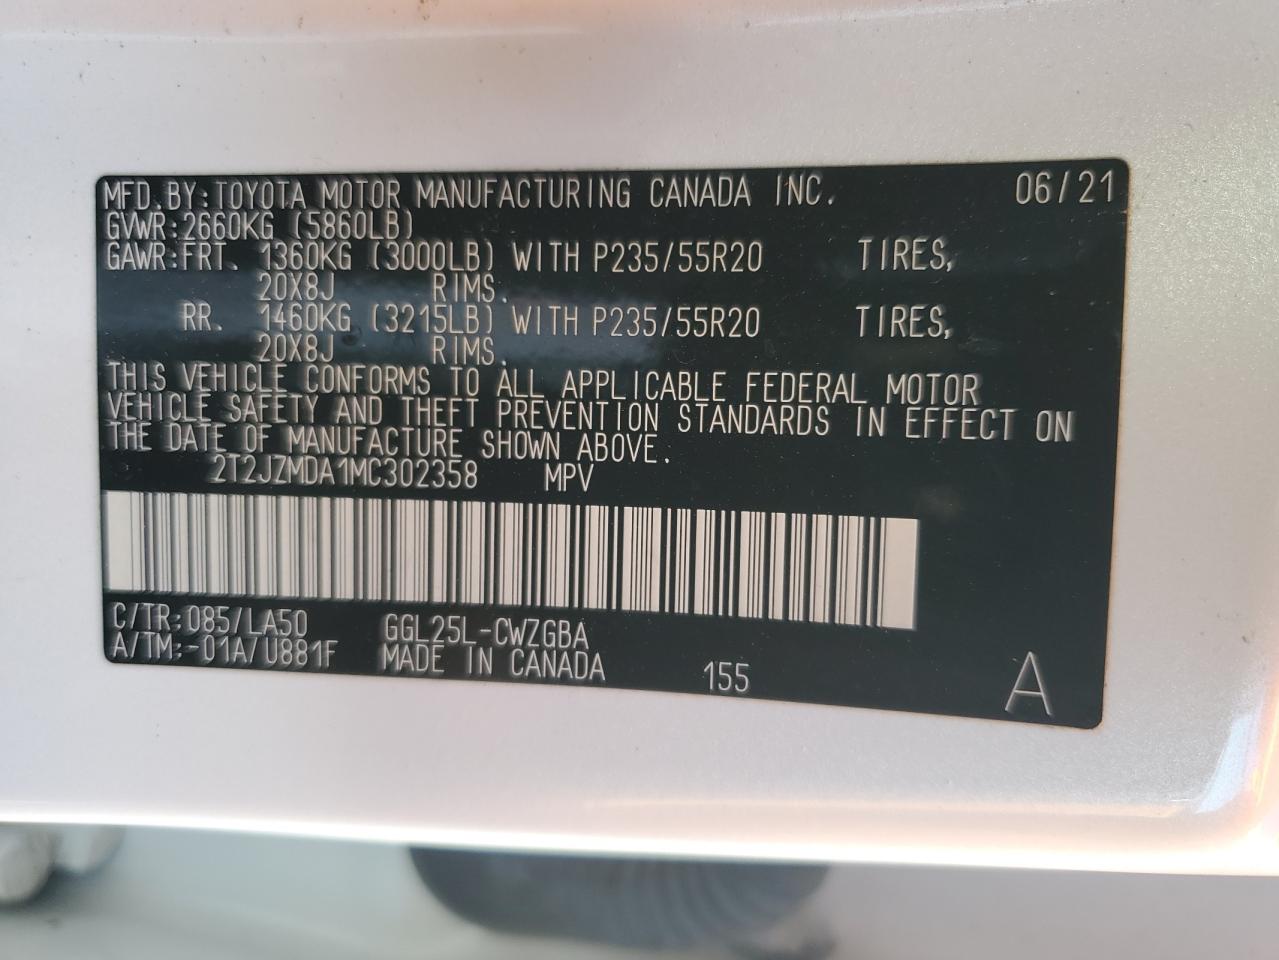 MFD. BY: TOYOTA MOTOR MANUFACTURING CANADA INC. 06/21
GVWR: 2660KG (5860LB)
GAWR: FRT. 1360KG (3000LB) WITH P235/55R20 TIRES,
20X8J RIMS.
RR. 1460KG (3215LB) WITH P235/55R20 TIRES,
20X8J RIMS.
THIS VEHICLE CONFORMS TO ALL APPLICABLE FEDERAL MOTOR
VEHICLE SAFETY AND THEFT PREVENTION STANDARDS IN EFFECT ON
THE DATE OF MANUFACTURE SHOWN ABOVE.
2T2JZMDA1MC302358 MPV
C/TR: 085/LA50 GGL25L-CWZGBA
A/TM: -01A/U881F MADE IN CANADA 155 A